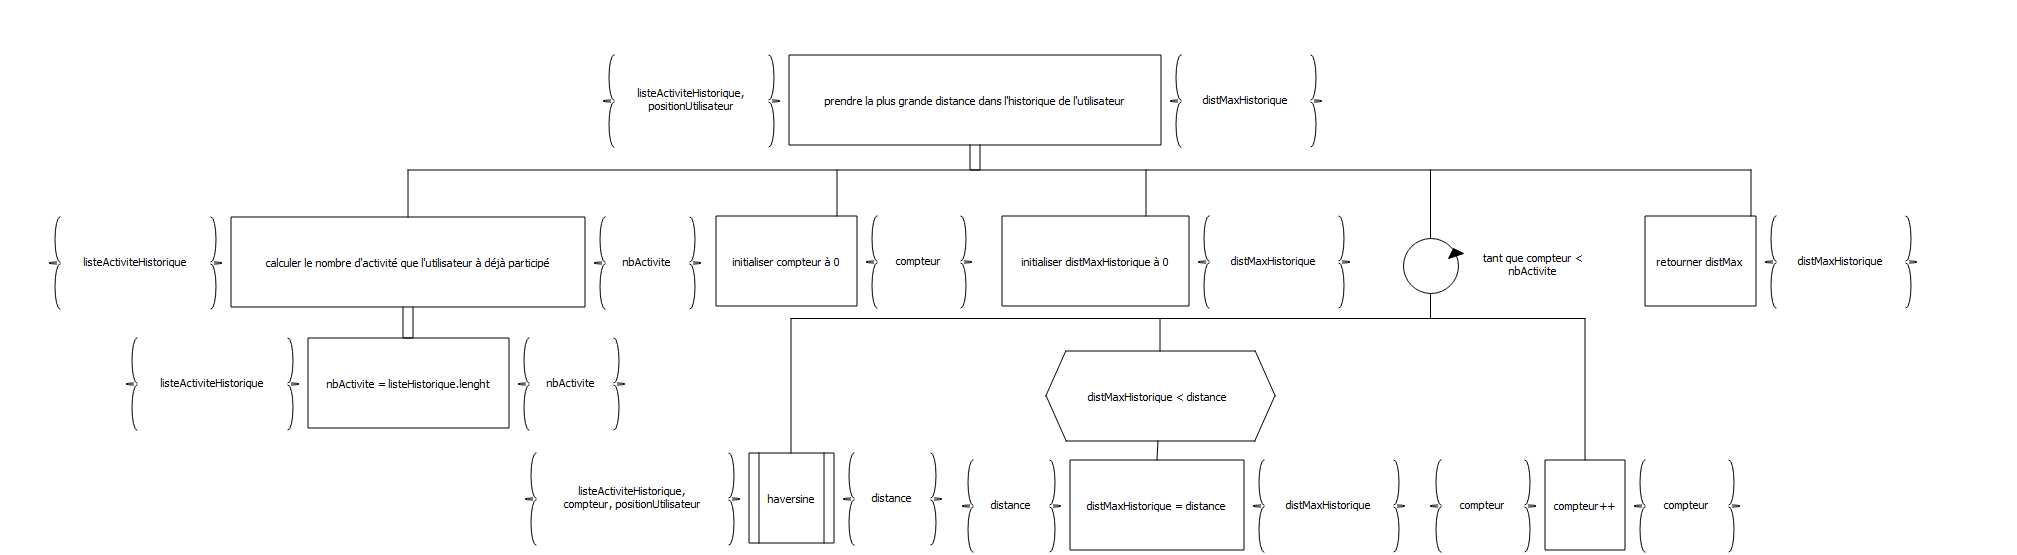 listeActiviteHistorique,
positionUtilisateur
prendre la plus grande distance dans l'historique de l'utilisateur
distMaxHistorique
listeActiviteHistorique
calculer le nombre d'activité que l'utilisateur à déjà participé
nbActivite
initialiser compteur à 0
compteur
initialiser distMaxHistorique à 0
distMaxHistorique
tant que compteur <
nbActivite
retourner distMax
distMaxHistorique
listeActiviteHistorique
nbActivite = listeHistorique.lenght
nbActivite
distMaxHistorique < distance
listeActiviteHistorique,
compteur, positionUtilisateur
haversine
distance
distance
distMaxHistorique = distance
distMaxHistorique
compteur
compteur++
compteur